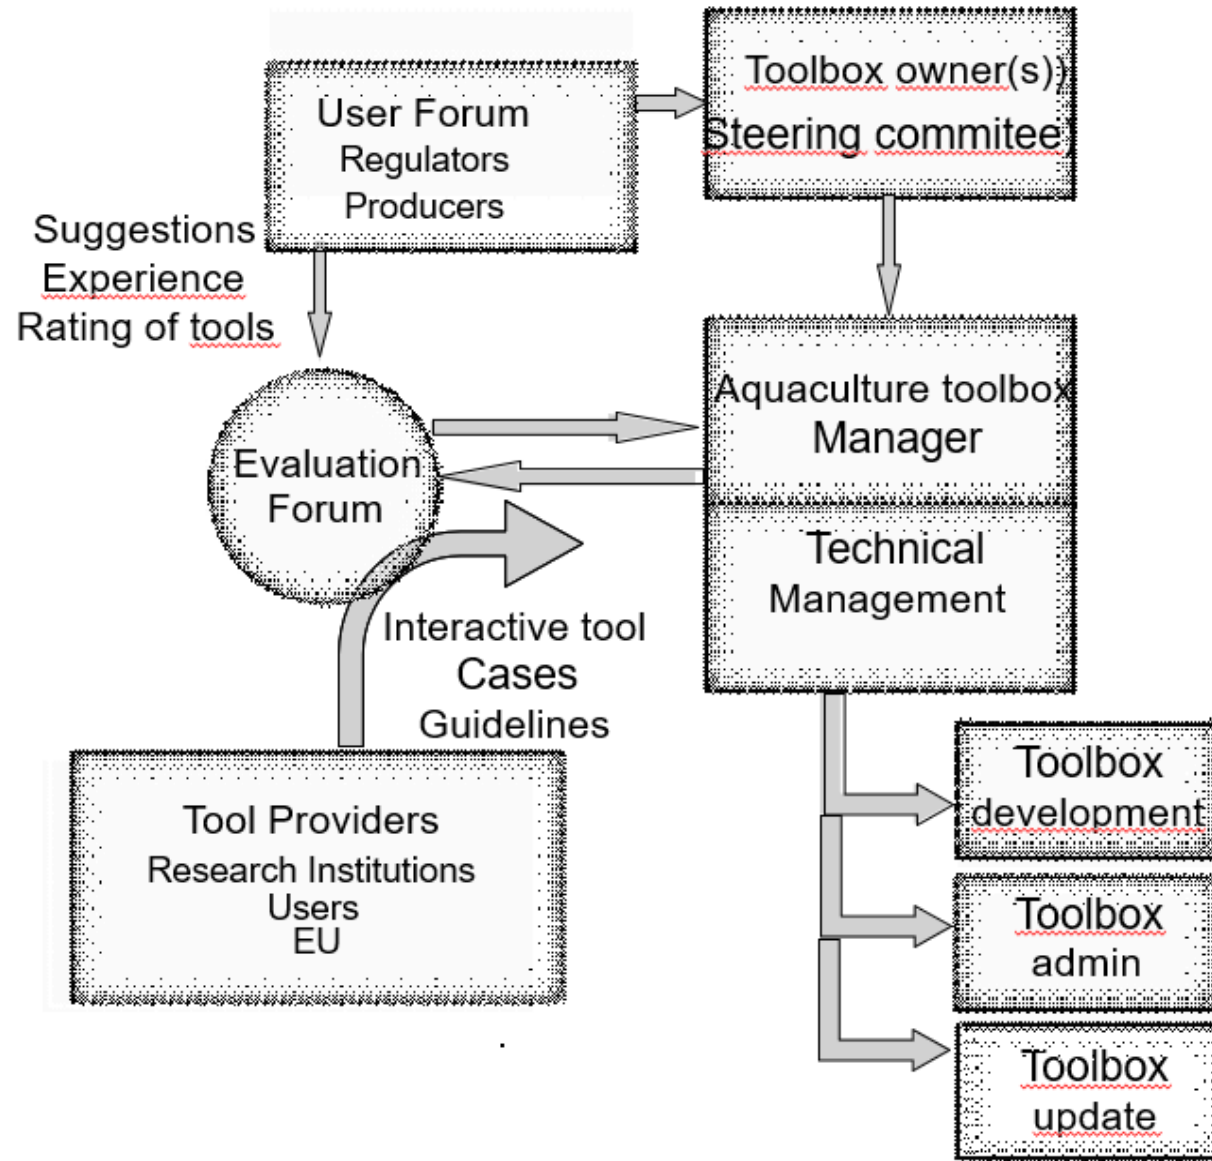 User Forum
Regulators
Producers
Toolbox owner(s))
Steering commitee)
Suggestions
Experience
Rating of tools
Evaluation
Forum
Aquaculture toolbox
Manager
Technical
Management
Interactive tool
Cases
Guidelines
Tool Providers
Research Institutions
Users
EU
.
Toolbox
development
Toolbox
admin
Toolbox
update